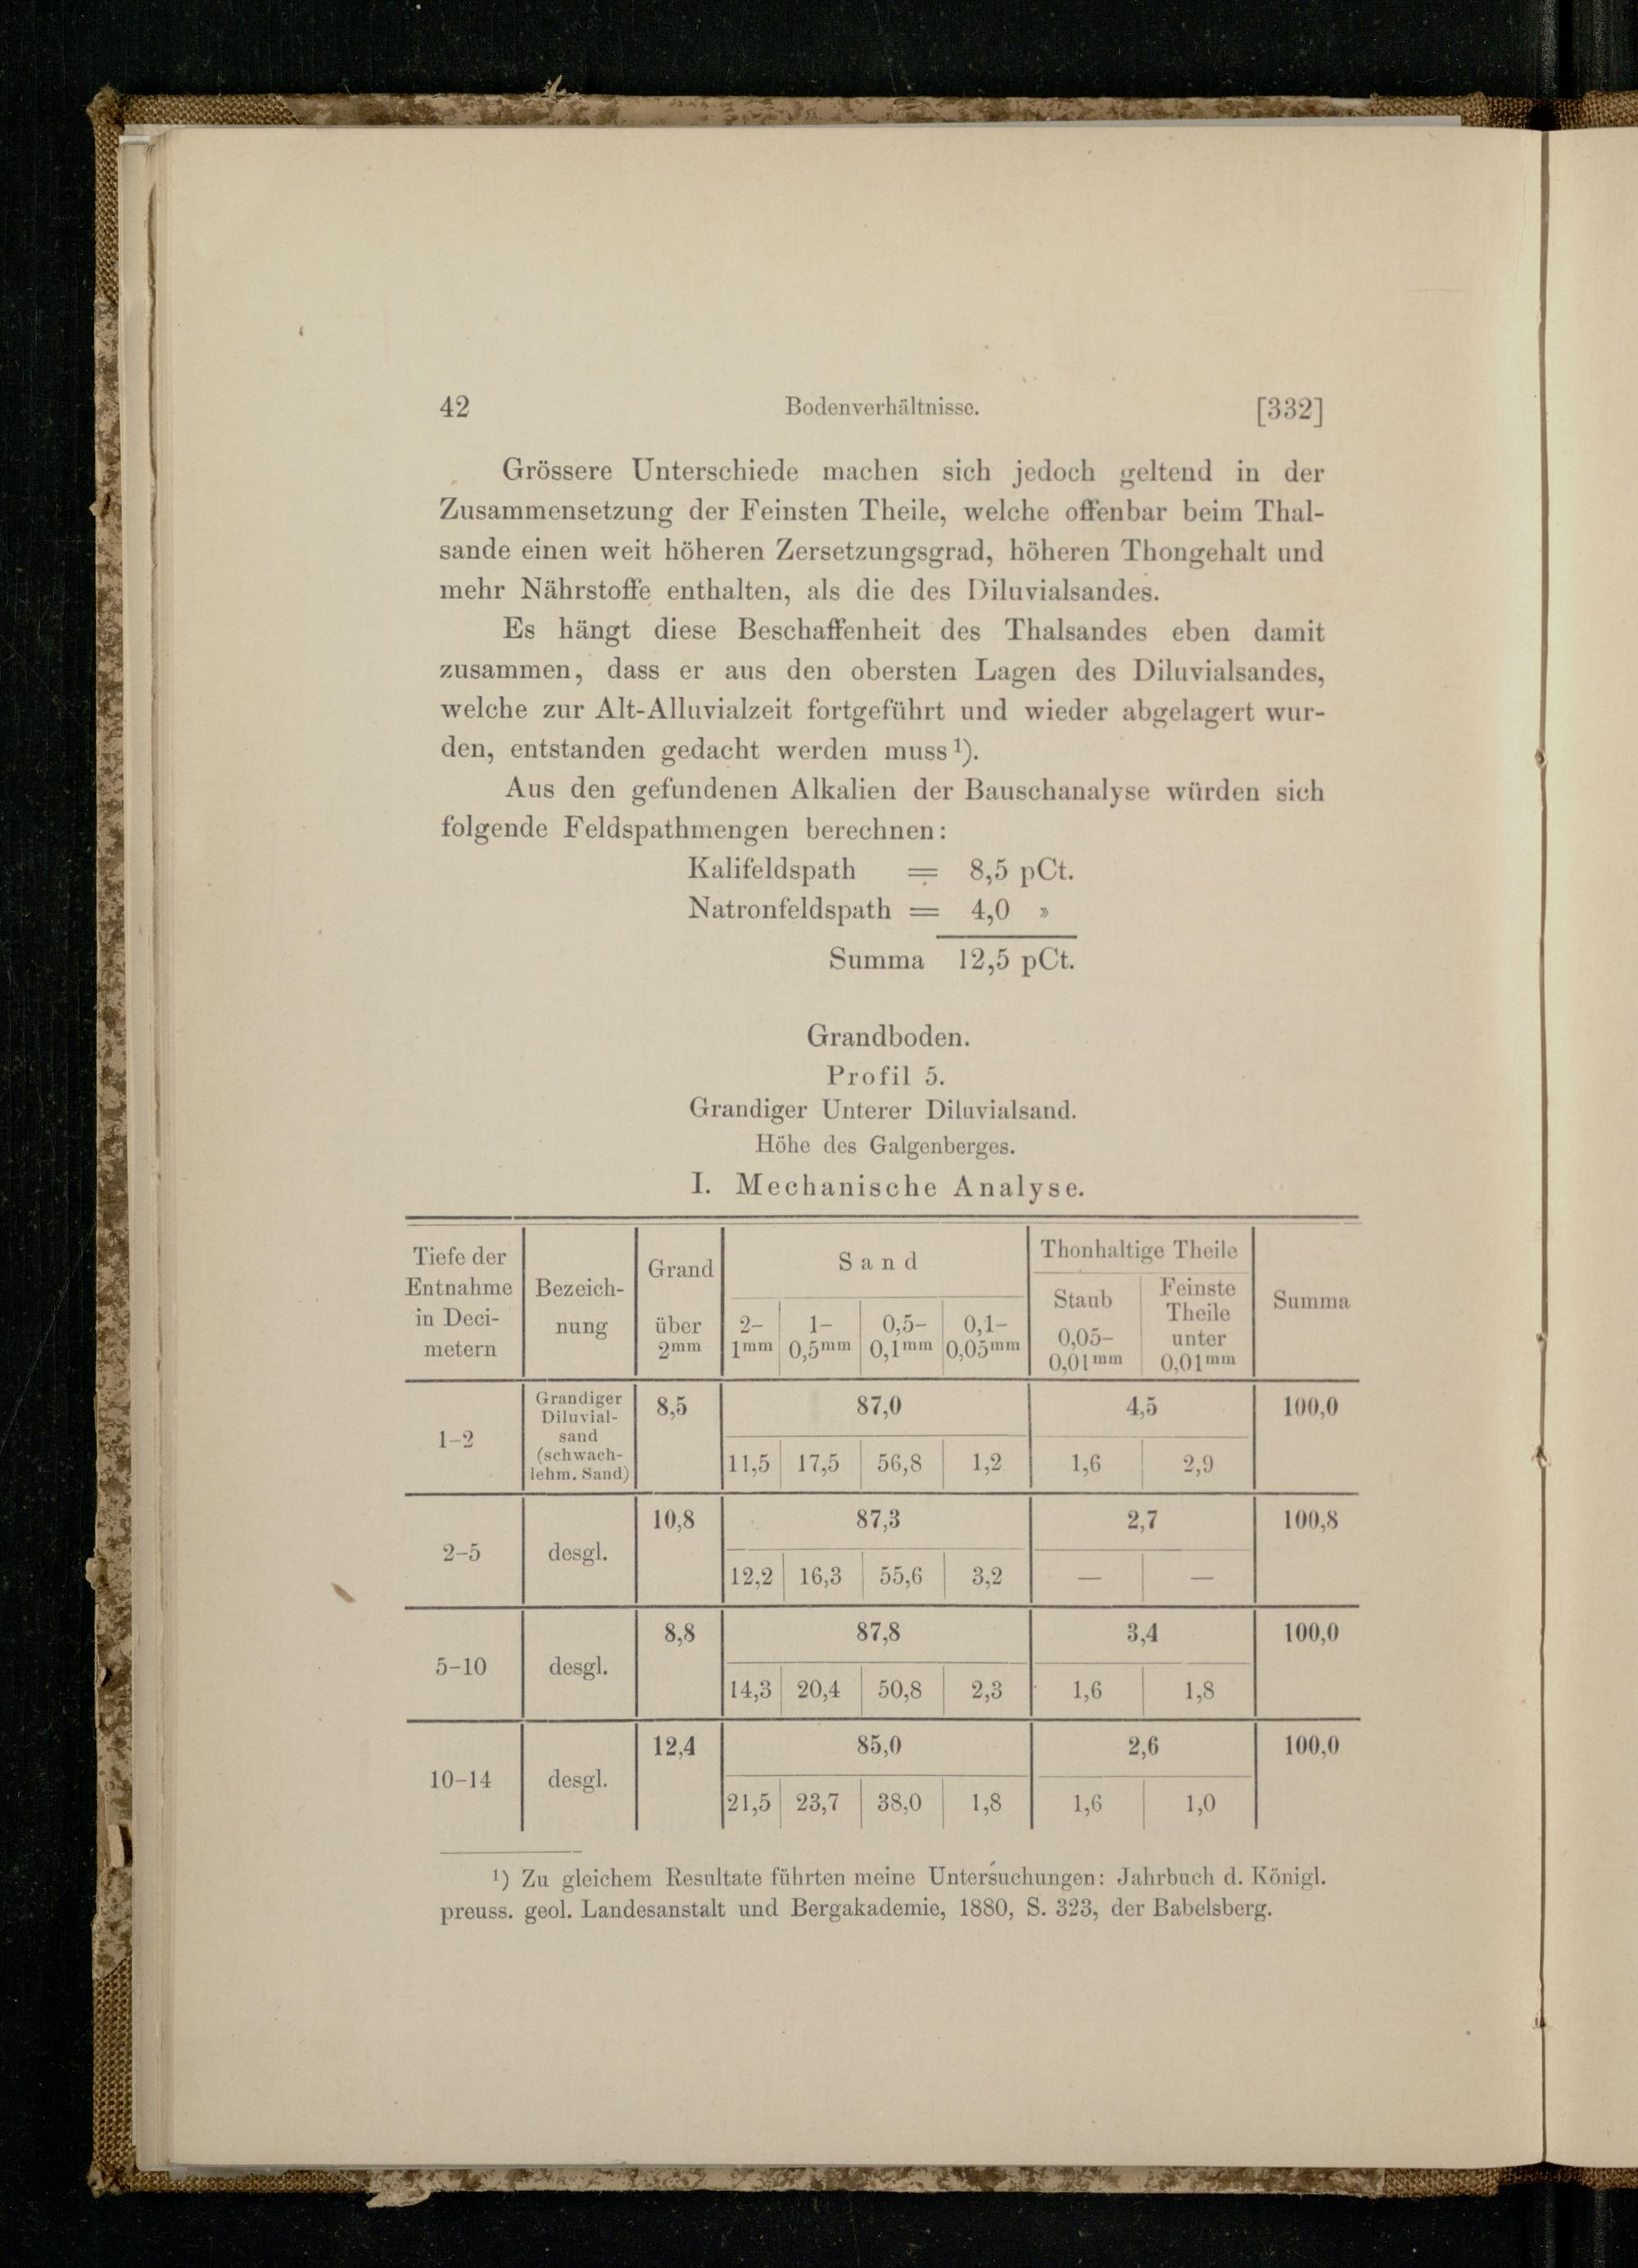 42 Bodenverhältnisse. [332]
Grössere Unterschiede machen sich jedoch geltend in der
Zusammensetzung der Feinsten Theile, welche offenbar beim Thal-
sande einen weit höheren Zersetzungsgrad, höheren Thongehalt und
mehr Nährstoffe enthalten, als die des Diluvialsandes.
Es hängt diese Beschaffenheit des Thalsandes eben damit
zusammen, dass er aus den obersten Lagen des Diluvialsandes,
welche zur Alt-Alluvialzeit fortgeführt und wieder abgelagert wur-
den, entstanden gedacht werden muss ¹).
Aus den gefundenen Alkalien der Bauschanalyse würden sich
folgende Feldspathmengen berechnen:
Kalifeldspath = 8,5 pCt.
Natronfeldspath = 4,0 »
Summa 12,5 pCt.
Grandboden.
Profil 5.
Grandiger Unterer Diluvialsand.
Höhe des Galgenberges.
I. Mechanische Analyse.
Tiefe der
Entnahme
in Deci-
metern
Bezeich-
nung
Grand
über
2mm
Sand
2-
1mm
1-
0,5mm
0,5-
0,1mm
0,1-
0,05mm
Thonhaltige Theile
Staub
0,05-
0,01mm
Feinste
Theile
unter
0,01mm
Summa
1-2
Grandiger
Diluvial-
sand
(schwach-
lehm. Sand)
8,5 87,0 4,5 100,0
11,5 17,5 56,8 1,2 1,6 2,9
2-5 desgl.
10,8 87,3 2,7 100,8
12,2 16,3 55,6 3,2 — —
5-10 desgl.
8,8 87,8 3,4 100,0
14,3 20,4 50,8 2,3 1,6 1,8
10-14 desgl.
12,4 85,0 2,6 100,0
21,5 23,7 38,0 1,8 1,6 1,0
¹) Zu gleichem Resultate führten meine Untersuchungen: Jahrbuch d. Königl.
preuss. geol. Landesanstalt und Bergakademie, 1880, S. 323, der Babelsberg.